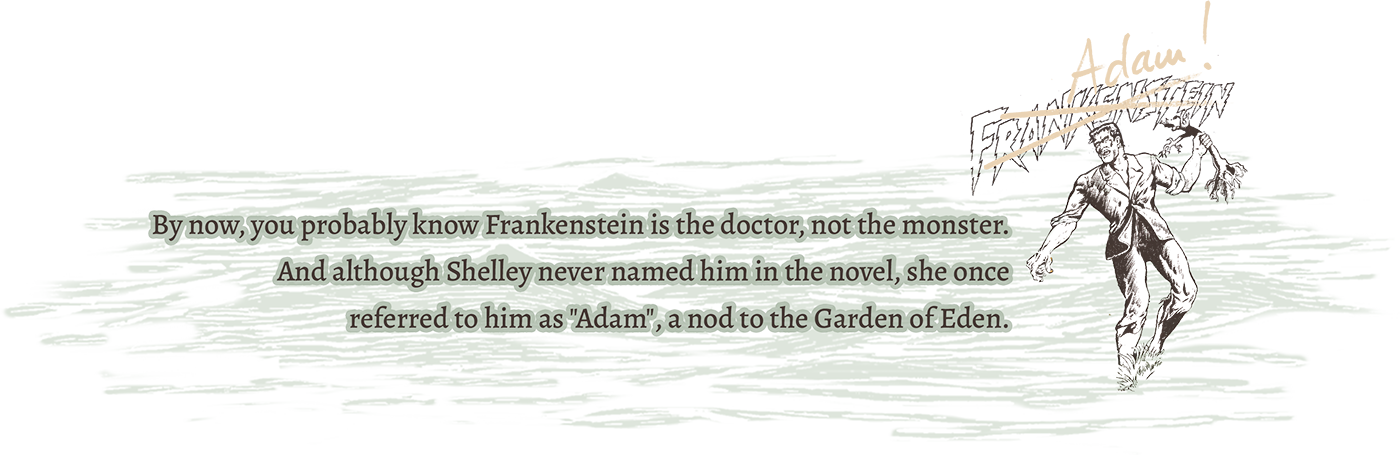 Adam!
FRANKENSTEIN
By now, you probably know Frankenstein is the doctor, not the monster.
And although Shelley never named him in the novel, she once
referred to him as "Adam", a nod to the Garden of Eden.